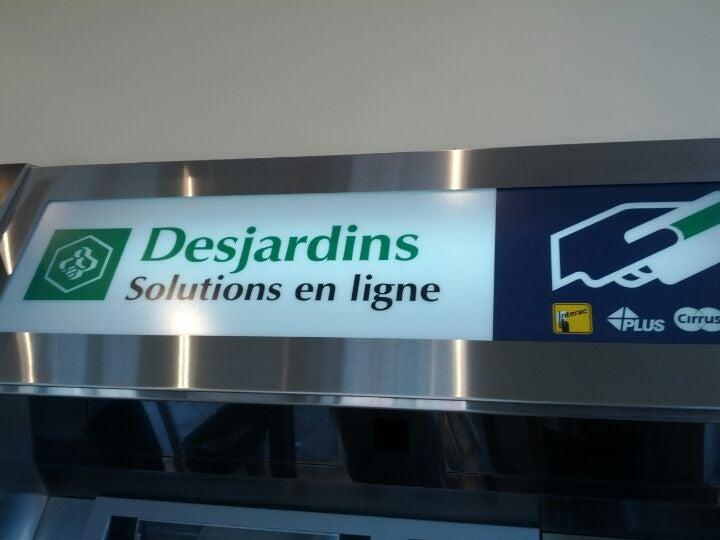 Desjardins
Solutions en ligne
Interac
PLUS
Cirrus